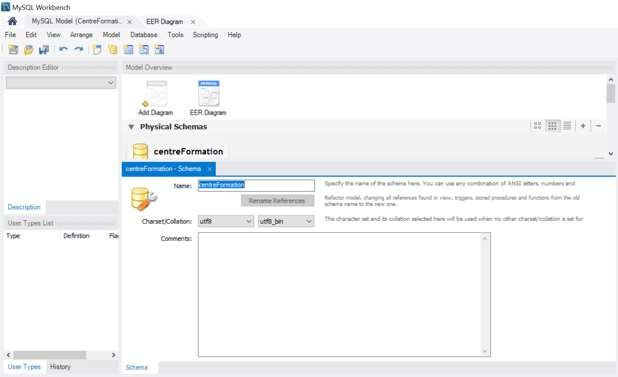 MySQL Workbench
MySQL Model (CentreFormati... × EER Diagram ×
File Edit View Arrange Model Database Tools Scripting Help
Description Editor
Model Overview
Add Diagram
EER Diagram
Physical Schemas
centreFormation
centreFormation - Schema ×
Name: centreFormation
Specify the name of the schema here. You can use any combination of ANSI letters, numbers and
Rename References
Refactor model, changing all references found in view, triggers, stored procedures and functions from the old
schema name to the new one.
Charset/Collation: utf8 utf8_bin
The character set and its collation selected here will be used when no other charset/collation is set for
Comments:
Description
User Types List
Type Definition Flag
User Types History
Schema